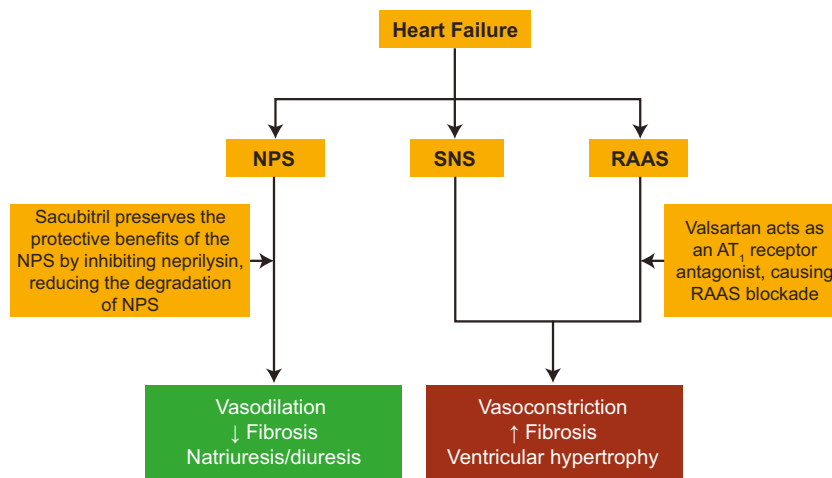 Heart Failure
NPS
SNS
RAAS
Sacubitril preserves the
protective benefits of the
NPS by inhibiting neprilysin,
reducing the degradation
of NPS
Valsartan acts as
an AT₁ receptor
antagonist, causing
RAAS blockade
Vasodilation
↓ Fibrosis
Natriuresis/diuresis
Vasoconstriction
↑ Fibrosis
Ventricular hypertrophy